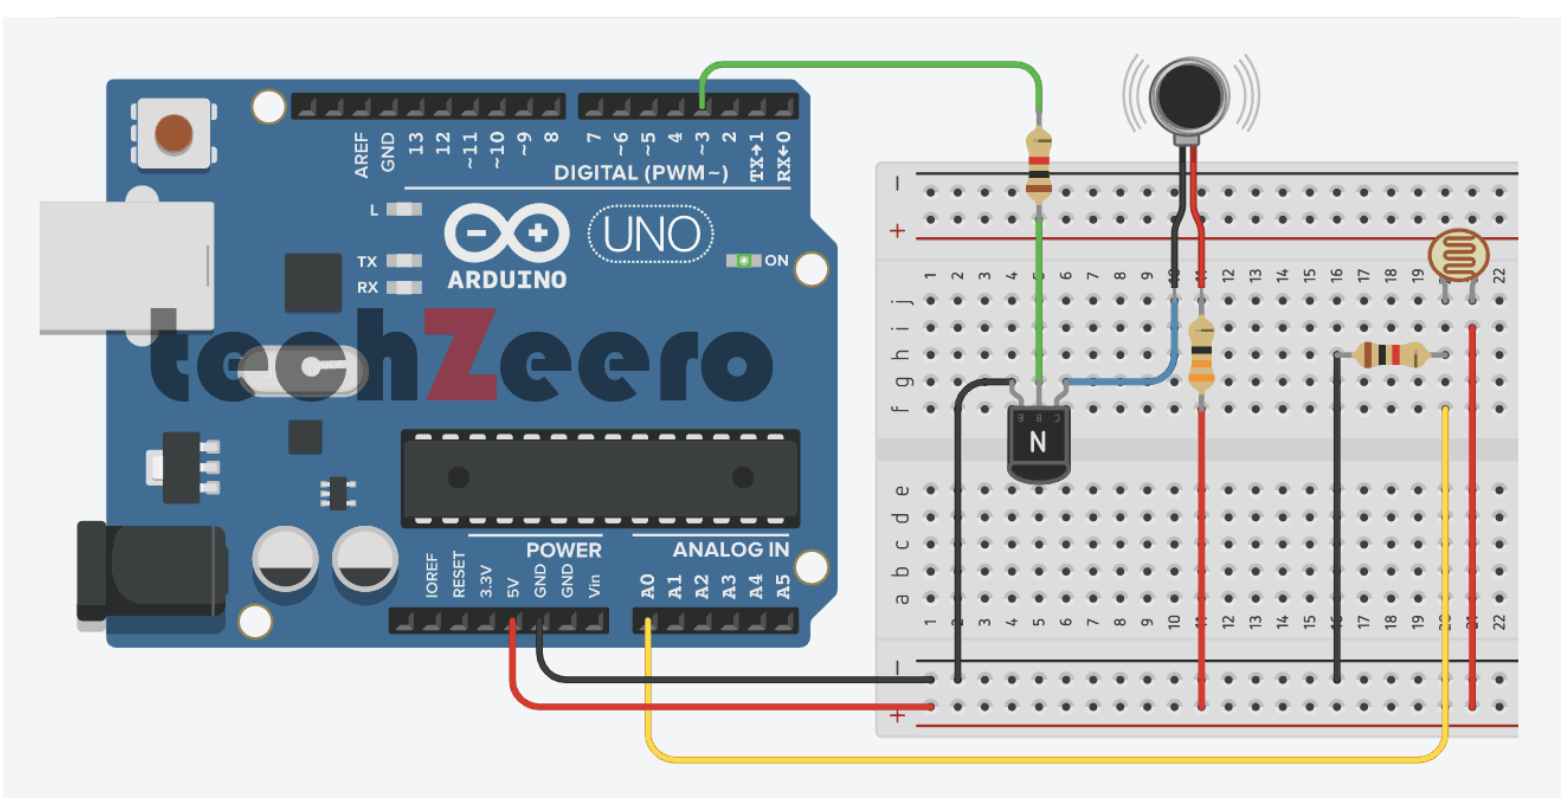 AREF
GND
13
12
~11
~10
~9
8
7
~6
~5
4
~3
2
TX→1
RX←0
DIGITAL (PWM~)
L
TX
RX
ARDUINO
UNO
ON
techZeero
POWER
ANALOG IN
IOREF
RESET
3.3V
5V
GND
GND
Vin
A0
A1
A2
A3
A4
A5
−
+
1 2 3 4 5 6 7 8 9 10 11 12 13 14 15 16 17 18 19 20 21 22
j
i
h
g
f
E B C
N
e
d
c
b
a
1 2 3 4 5 6 7 8 9 10 11 12 13 14 15 16 17 18 19 20 21 22
−
+